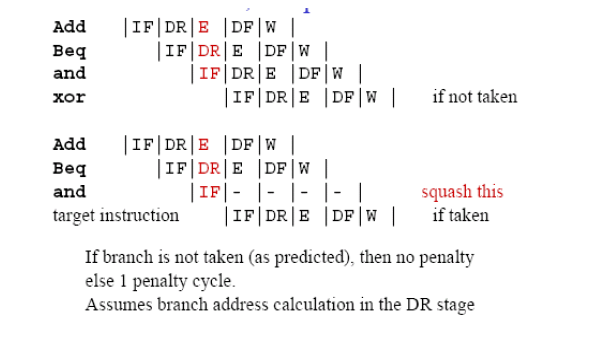 Add |IF|DR|E |DF|W |
Beq |IF|DR|E |DF|W |
and |IF|DR|E |DF|W |
xor |IF|DR|E |DF|W | if not taken
Add |IF|DR|E |DF|W |
Beq |IF|DR|E |DF|W |
and |IF|- |- |- |- | squash this
target instruction |IF|DR|E |DF|W | if taken
If branch is not taken (as predicted), then no penalty
else 1 penalty cycle.
Assumes branch address calculation in the DR stage